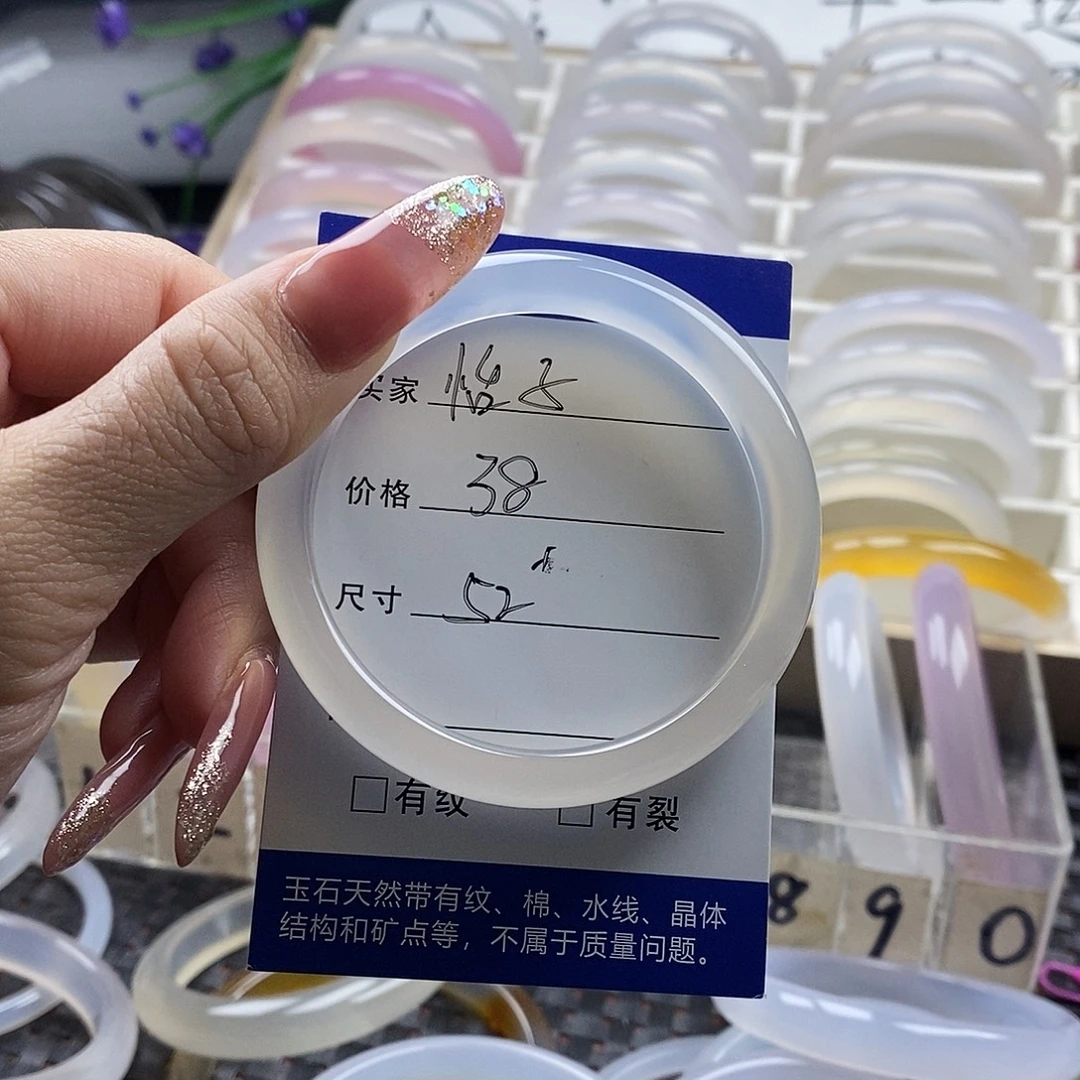 买家
价格 38
尺寸 52
□有纹 □有裂
玉石天然带有纹、棉、水线、晶体
结构和矿点等，不属于质量问题。
8 9 0